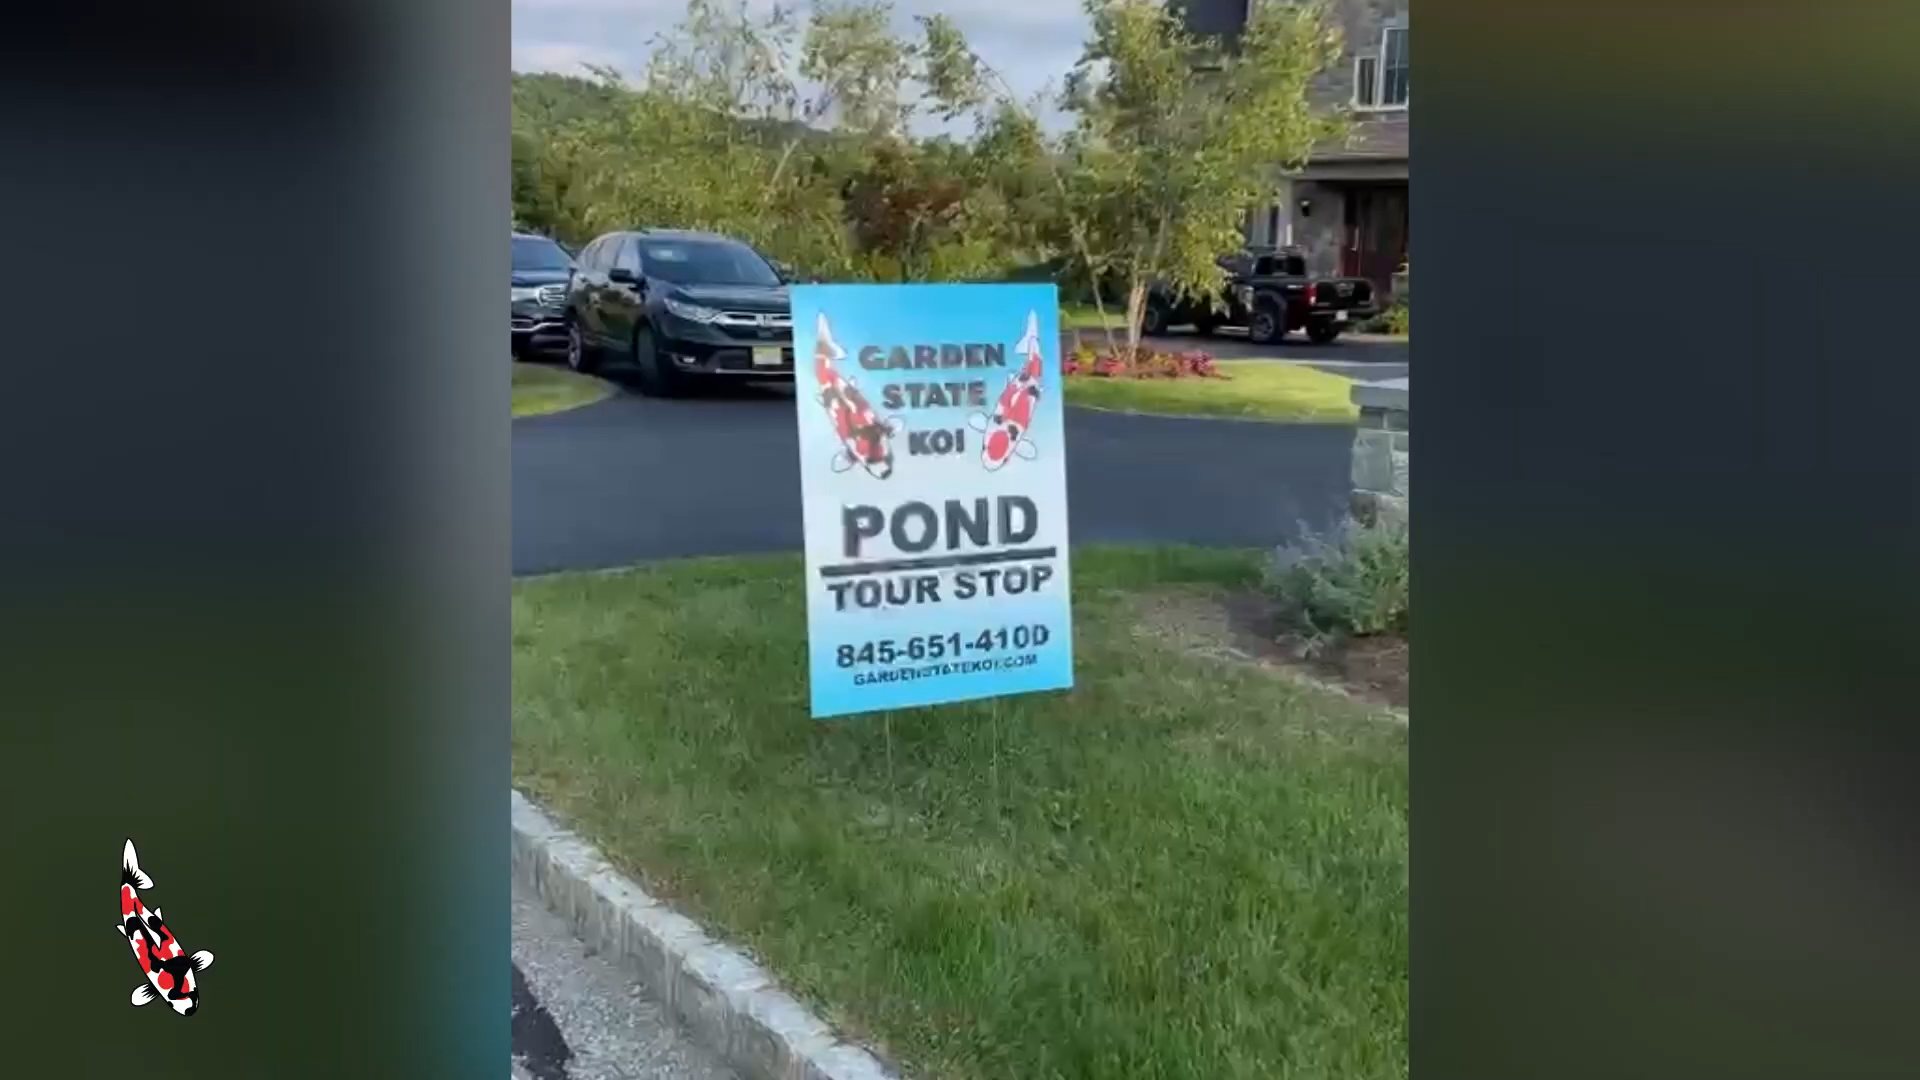 GARDEN
STATE
KOI
POND
TOUR STOP
845-651-4100
GARDENSTATEKOI.COM